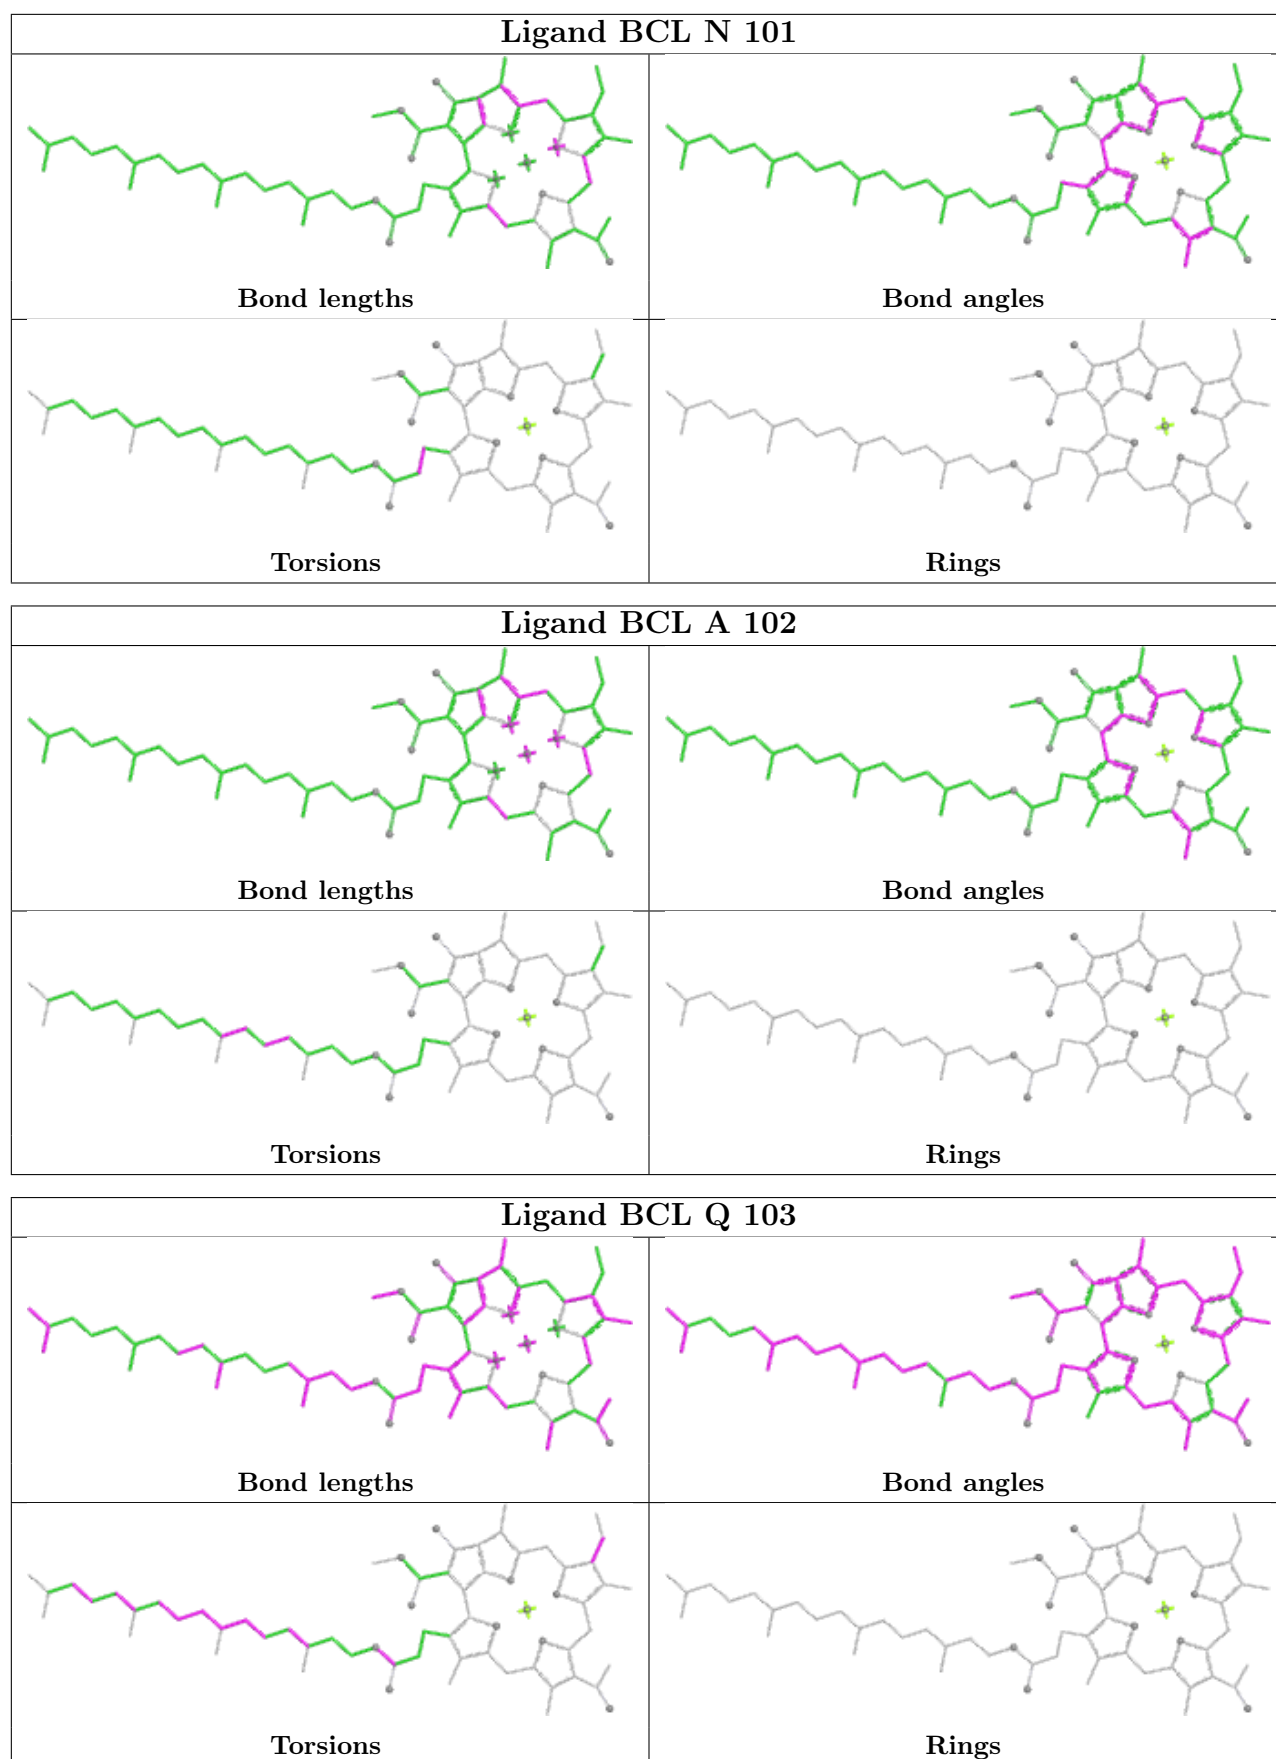 Ligand BCL N 101
Bond lengths
Bond angles
Torsions
Rings
Ligand BCL A 102
Bond lengths
Bond angles
Torsions
Rings
Ligand BCL Q 103
Bond lengths
Bond angles
Torsions
Rings